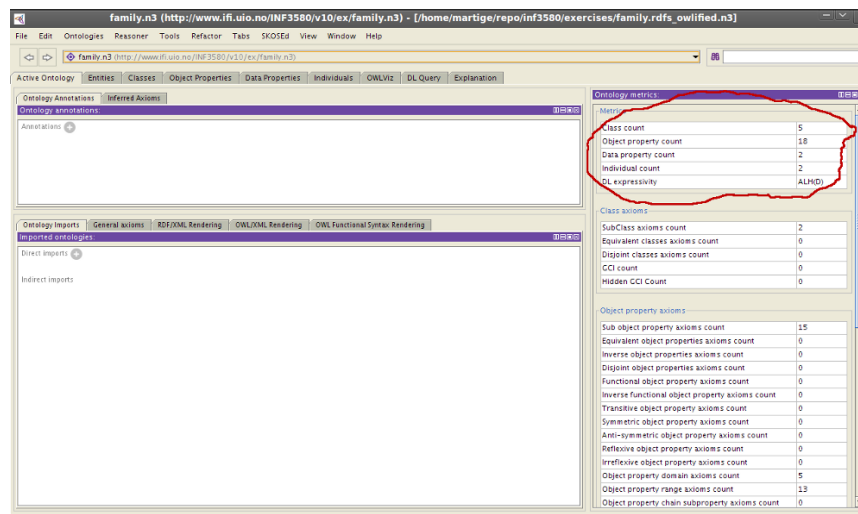 family.n3 (http://www.ifi.uio.no/INF3580/v10/ex/family.n3) - [/home/martige/repo/inf3580/exercises/family.rdfs_owlified.n3]
File Edit Ontologies Reasoner Tools Refactor Tabs SKOSEd View Window Help
family.n3 (http://www.ifi.uio.no/INF3580/v10/ex/family.n3)
Active Ontology Entities Classes Object Properties Data Properties Individuals OWLViz DL Query Explanation
Ontology Annotations Inferred Axioms
Ontology annotations:
Annotations
Ontology Imports General axioms RDF/XML Rendering OWL/XML Rendering OWL Functional Syntax Rendering
Imported ontologies:
Direct imports
Indirect imports
Ontology metrics:
Metrics
Class count 5
Object property count 18
Data property count 2
Individual count 2
DL expressivity ALH(D)
Class axioms
SubClass axioms count 2
Equivalent classes axioms count 0
Disjoint classes axioms count 0
GCI count 0
Hidden GCI Count 0
Object property axioms
Sub object property axioms count 15
Equivalent object properties axioms count 0
Inverse object properties axioms count 0
Disjoint object properties axioms count 0
Functional object property axioms count 0
Inverse functional object property axioms count 0
Transitive object property axioms count 0
Symmetric object property axioms count 0
Anti-symmetric object property axioms count 0
Reflexive object property axioms count 0
Irreflexive object property axioms count 0
Object property domain axioms count 5
Object property range axioms count 13
Object property chain subproperty axioms count 0